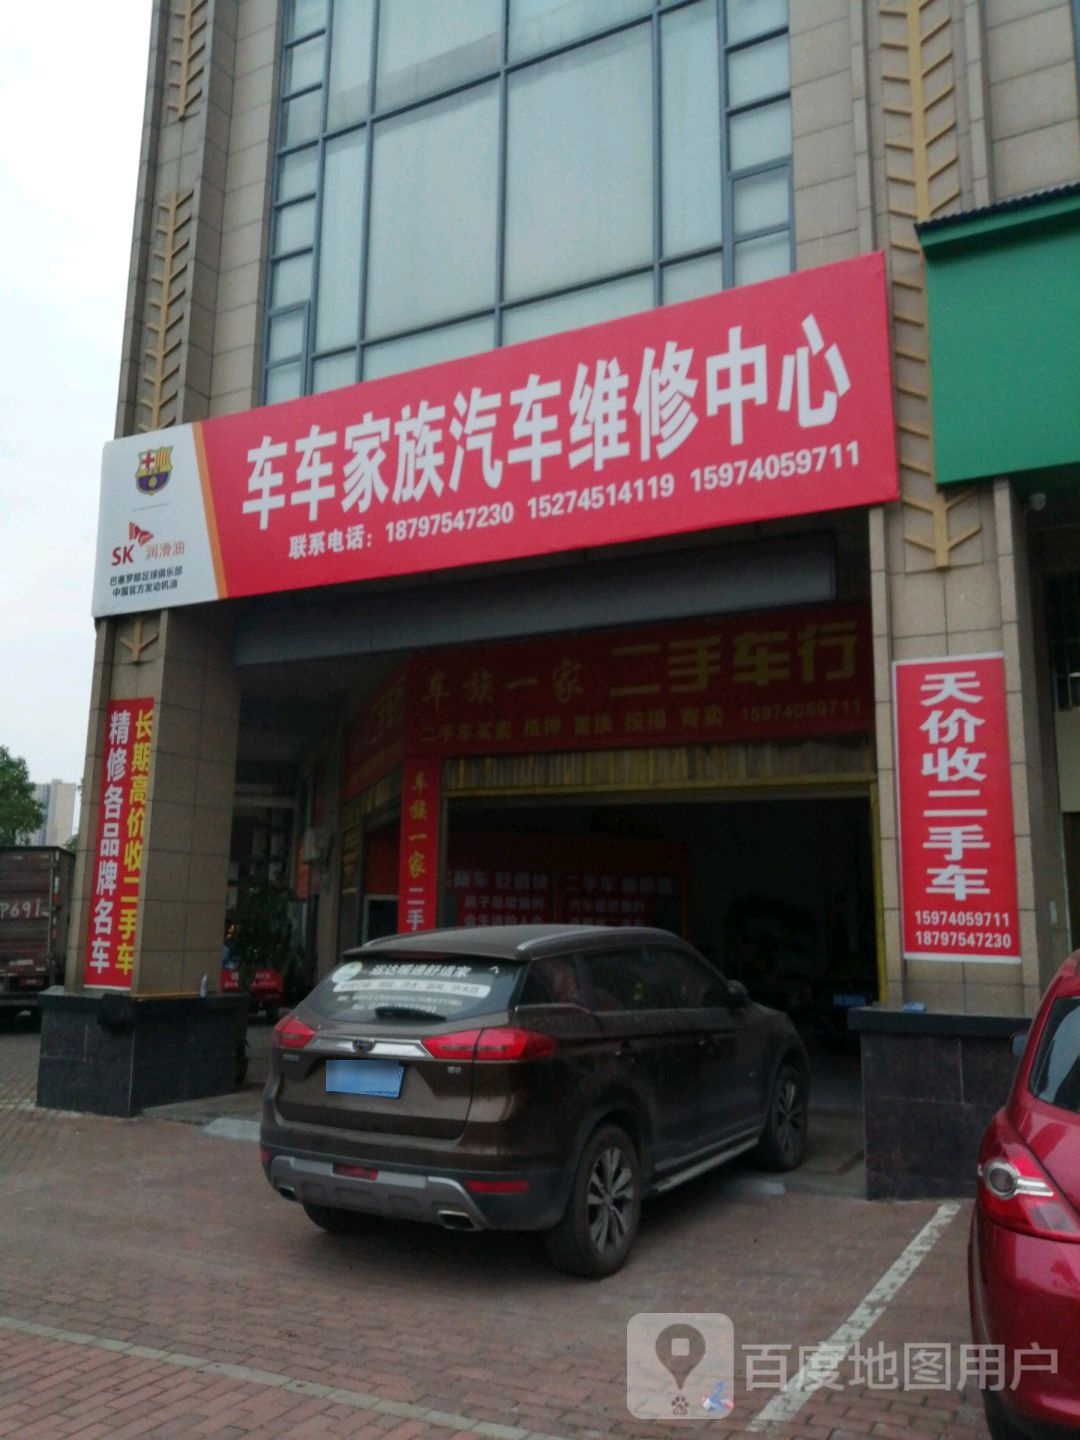 车车家族汽车维修中心
联系电话：18797547230 15274514119 15974059711
SK 润滑油
巴塞罗那足球俱乐部
中国官方发动机油
车族一家 二手车行
二手车买卖 抵押 置换 按揭 寄卖 15974059711
长期高价收二手车
精修各品牌名车
天价收二手车
15974059711
18797547230
车族一家二手
二手车
P691
百度地图用户